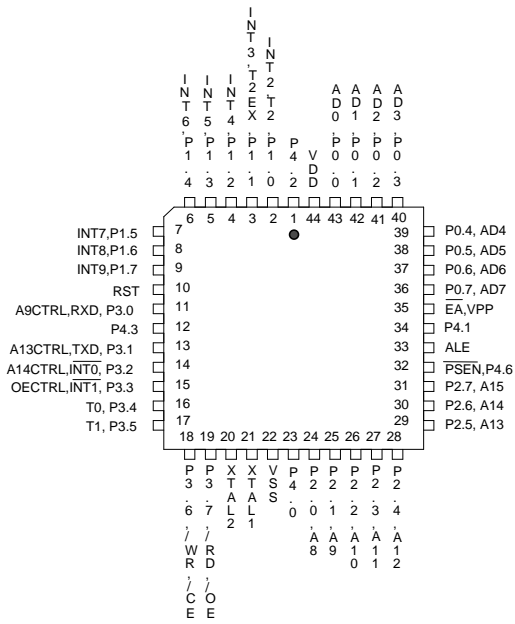 INT6,P1.4
INT5,P1.3
INT4,P1.2
INT3,T2EX,P1.1
INT2,T2,P1.0
P4.2
VDD
AD0,P0.0
AD1,P0.1
AD2,P0.2
AD3,P0.3
6 5 4 3 2 1 44 43 42 41 40
INT7,P1.5 7
INT8,P1.6 8
INT9,P1.7 9
RST 10
A9CTRL,RXD, P3.0 11
P4.3 12
A13CTRL,TXD, P3.1 13
A14CTRL,INT0, P3.2 14
OECTRL,INT1, P3.3 15
T0, P3.4 16
T1, P3.5 17
39 P0.4, AD4
38 P0.5, AD5
37 P0.6, AD6
36 P0.7, AD7
35 EA,VPP
34 P4.1
33 ALE
32 PSEN,P4.6
31 P2.7, A15
30 P2.6, A14
29 P2.5, A13
18 19 20 21 22 23 24 25 26 27 28
P3.6,/WR,/CE
P3.7,/RD,/OE
XTAL2
XTAL1
VSS
P4.0
P2.0,A8
P2.1,A9
P2.2,A10
P2.3,A11
P2.4,A12